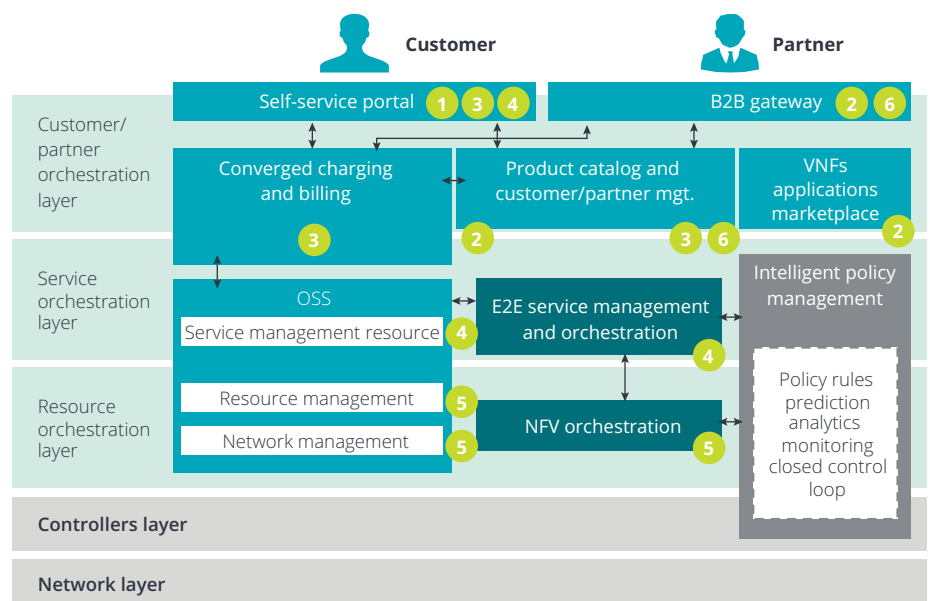 Customer
Partner
Self-service portal 1 3 4
B2B gateway 2 6
Customer/
partner
orchestration
layer
Converged charging
and billing
3
Product catalog and
customer/partner mgt.
2 3 6
VNFs
applications
marketplace
2
Service
orchestration
layer
OSS
Service management resource 4
E2E service management
and orchestration
4
Intelligent policy
management
Resource
orchestration
layer
Resource management 5
Network management 5
NFV orchestration
5
Policy rules
prediction
analytics
monitoring
closed control
loop
Controllers layer
Network layer